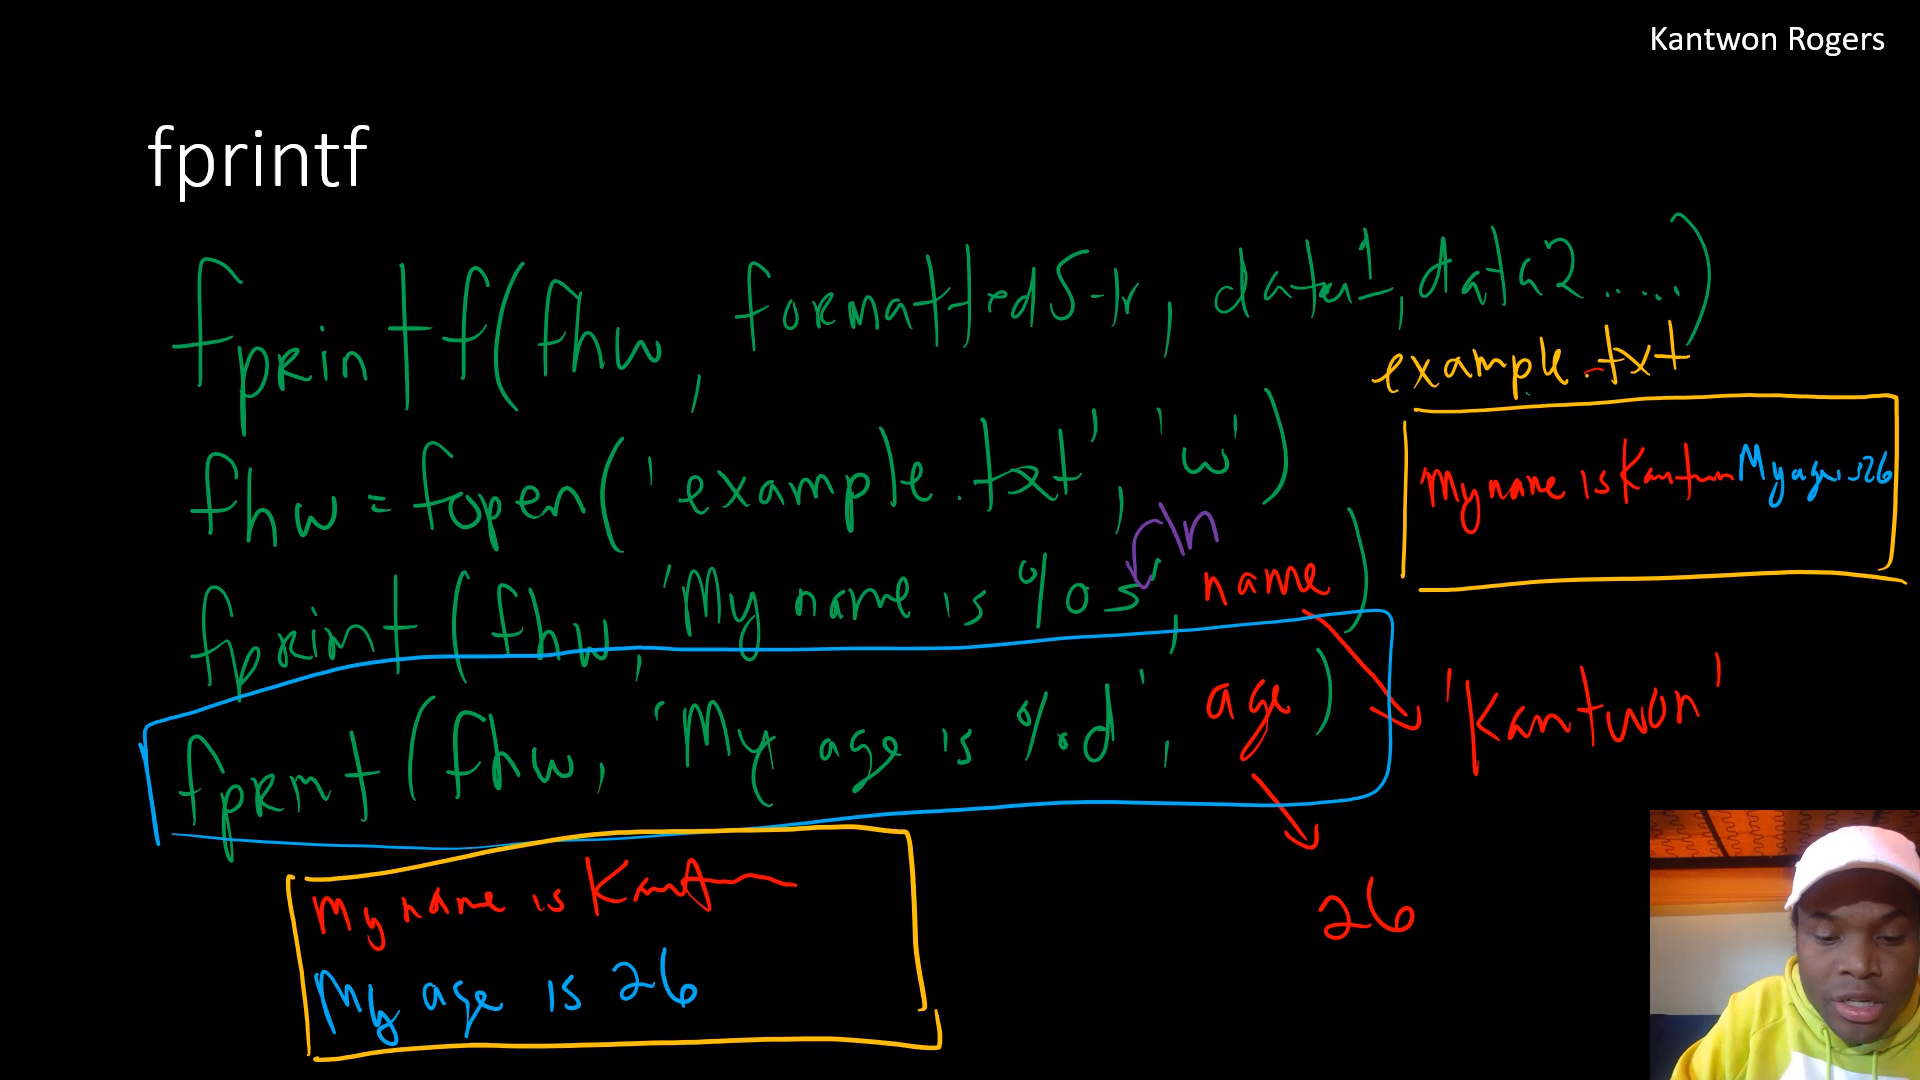 Kantwon Rogers
fprintf
fprintf(fhw, formattedStr, data1, data2.....)
example.txt
fhw = fopen('example.txt', 'w')
My name is Kantwon My age is 26
\n
fprint(fhw, 'My name is %s', name)
fprint(fhw, 'My age is %d', age)
'Kantwon'
My name is Kant
26
My age is 26